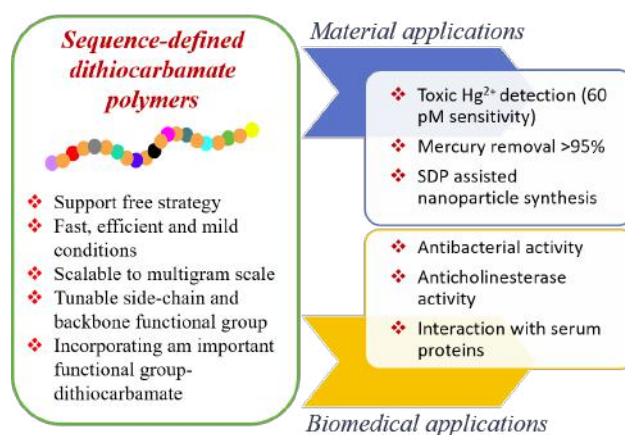 Sequence-defined
dithiocarbamate
polymers
❖ Support free strategy
❖ Fast, efficient and mild
conditions
❖ Scalable to multigram scale
❖ Tunable side-chain and
backbone functional group
❖ Incorporating am important
functional group-
dithiocarbamate
Material applications
❖ Toxic Hg²⁺ detection (60
pM sensitivity)
❖ Mercury removal >95%
❖ SDP assisted
nanoparticle synthesis
❖ Antibacterial activity
❖ Anticholinesterase
activity
❖ Interaction with serum
proteins
Biomedical applications